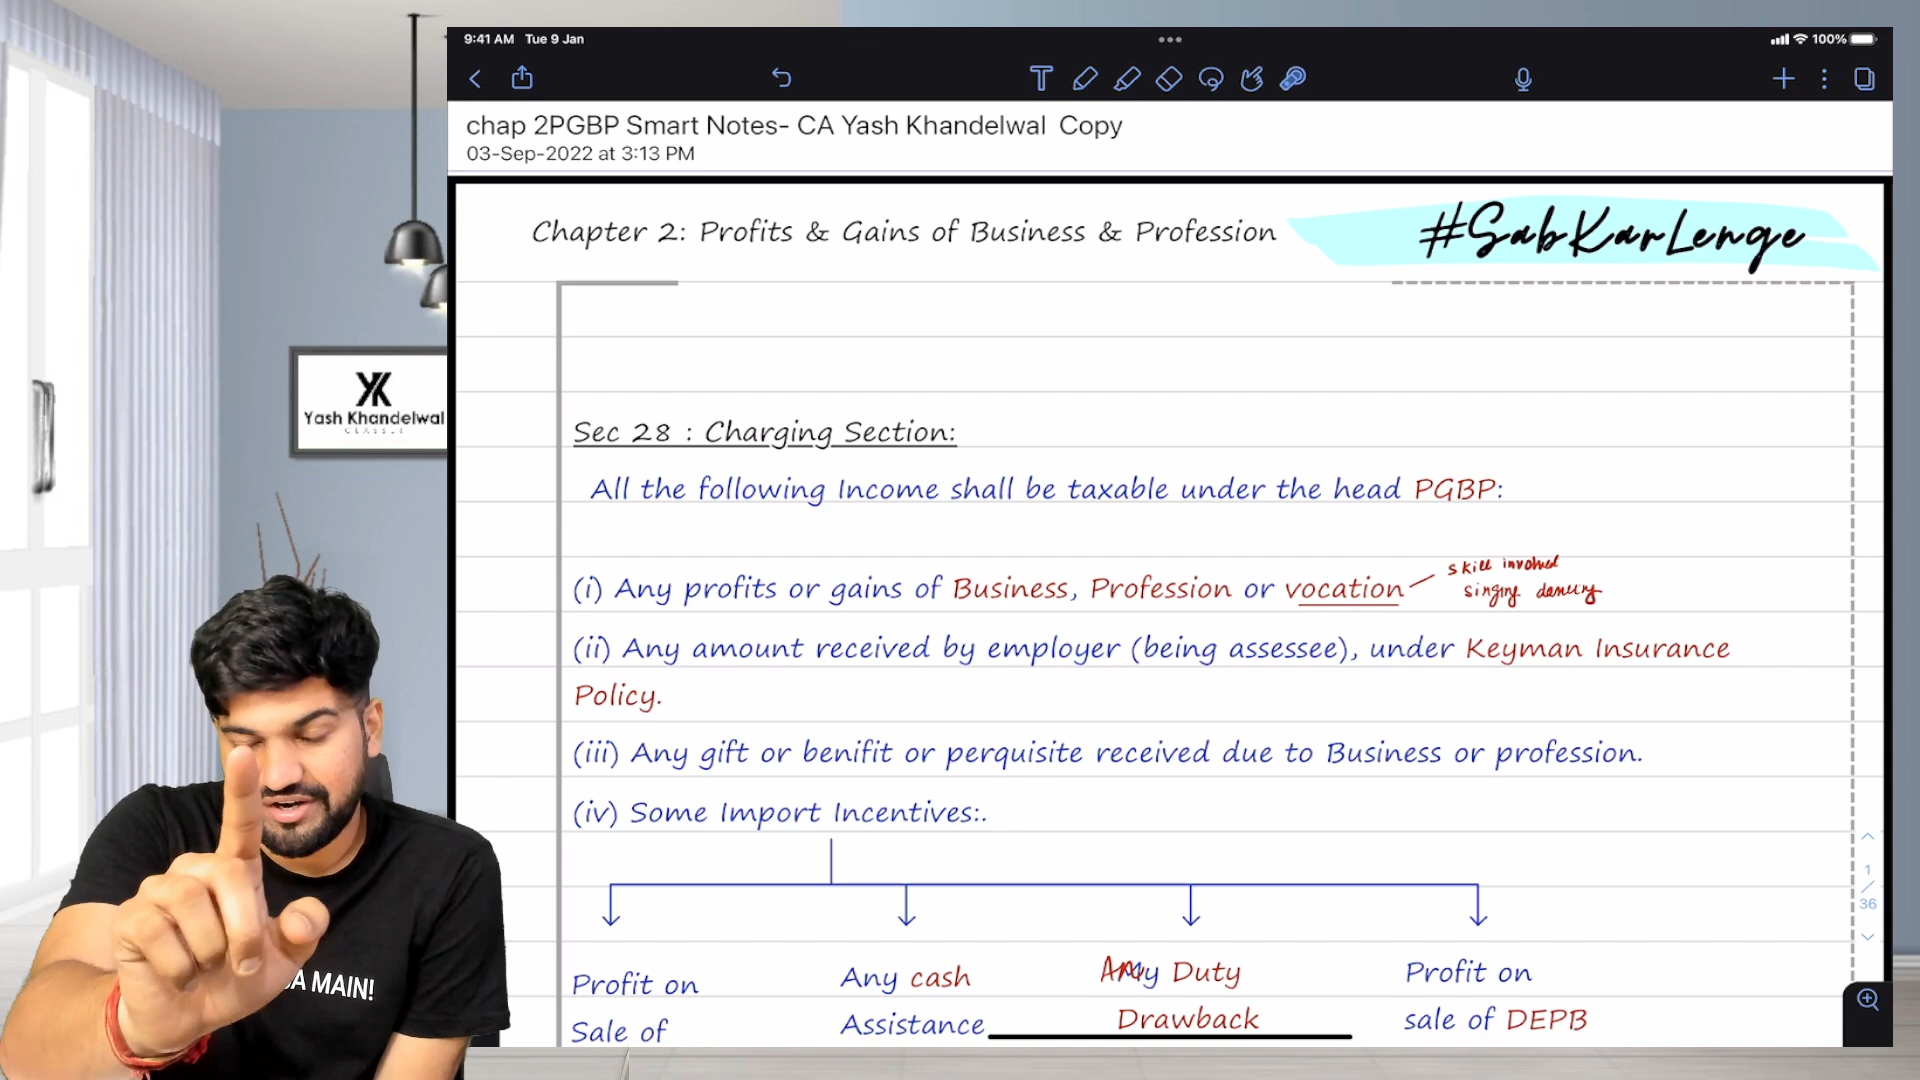 9:41 AM Tue 9 Jan
100%
chap 2PGBP Smart Notes- CA Yash Khandelwal Copy
03-Sep-2022 at 3:13 PM
Chapter 2: Profits & Gains of Business & Profession
#SabKarLenge
Yash Khandelwal
CLASSES
Sec 28 : Charging Section:
All the following Income shall be taxable under the head PGBP:
skill involved
(i) Any profits or gains of Business, Profession or vocation
singing dancing
(ii) Any amount received by employer (being assessee), under Keyman Insurance
Policy.
(iii) Any gift or benifit or perquisite received due to Business or profession.
(iv) Some Import Incentives:.
1
/
36
Profit on
Sale of
Any cash
Assistance
Any Duty
Drawback
Profit on
sale of DEPB
A MAIN!